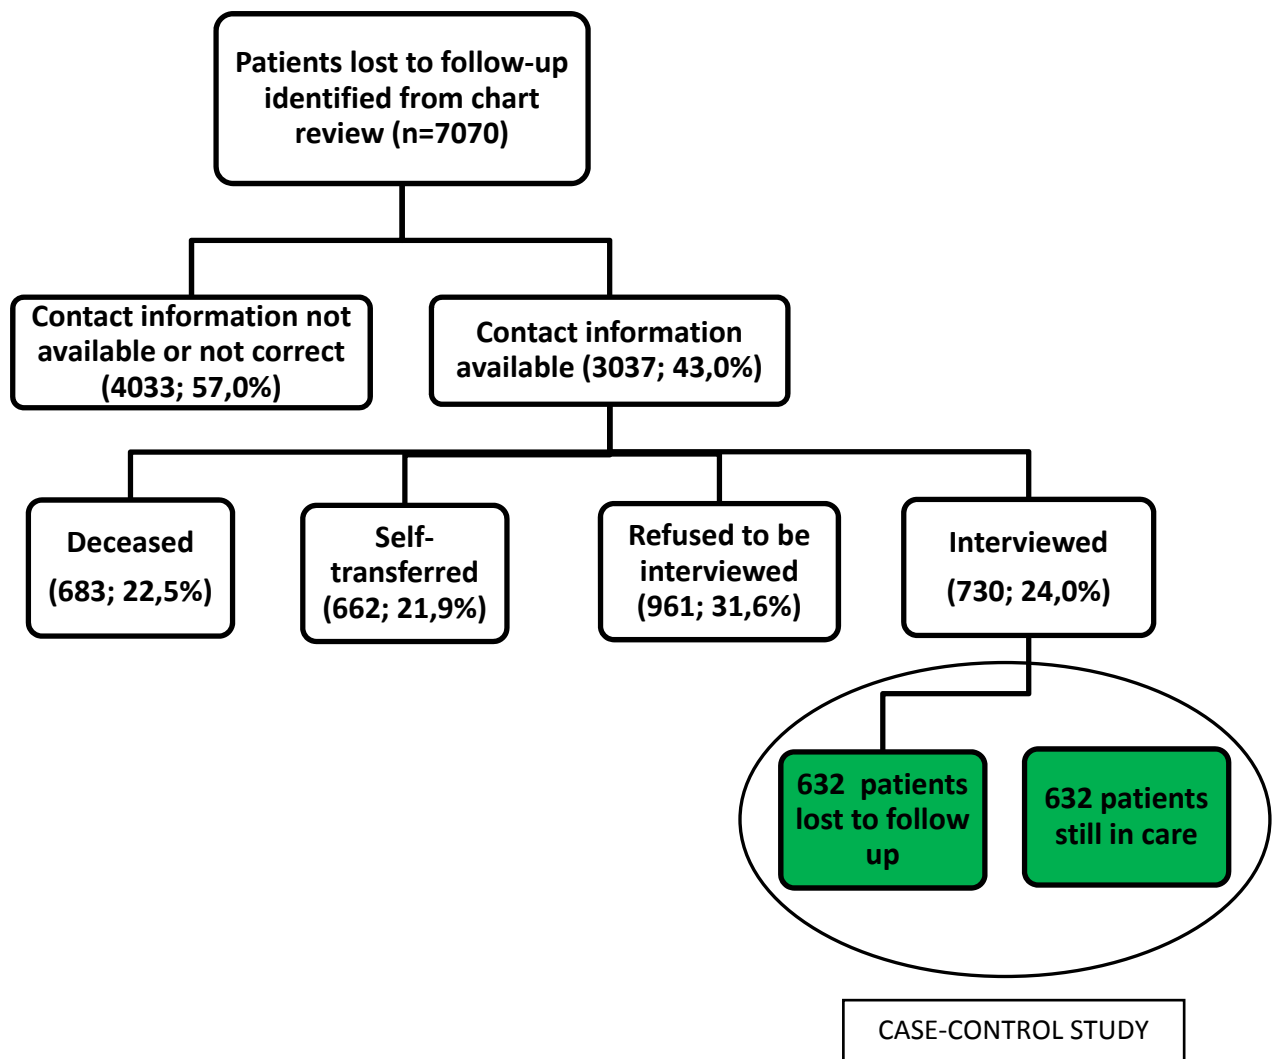 Patients lost to follow-up
identified from chart
review (n=7070)
Contact information not
available or not correct
(4033; 57,0%)
Contact information
available (3037; 43,0%)
Deceased
(683; 22,5%)
Self-
transferred
(662; 21,9%)
Refused to be
interviewed
(961; 31,6%)
Interviewed
(730; 24,0%)
632 patients
lost to follow
up
632 patients
still in care
CASE-CONTROL STUDY